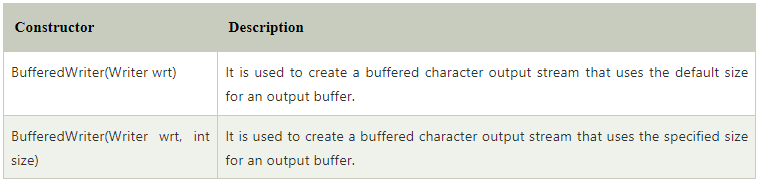 Constructor Description
BufferedWriter(Writer wrt) It is used to create a buffered character output stream that uses the default size
for an output buffer.
BufferedWriter(Writer wrt, int It is used to create a buffered character output stream that uses the specified size
size) for an output buffer.